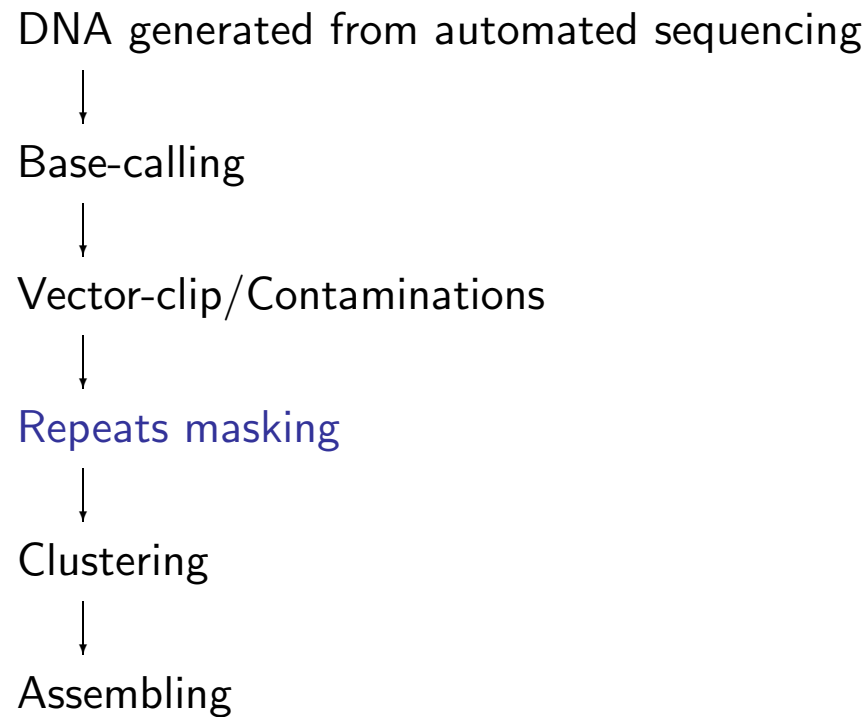 DNA generated from automated sequencing
Base-calling
Vector-clip/Contaminations
Repeats masking
Clustering
Assembling